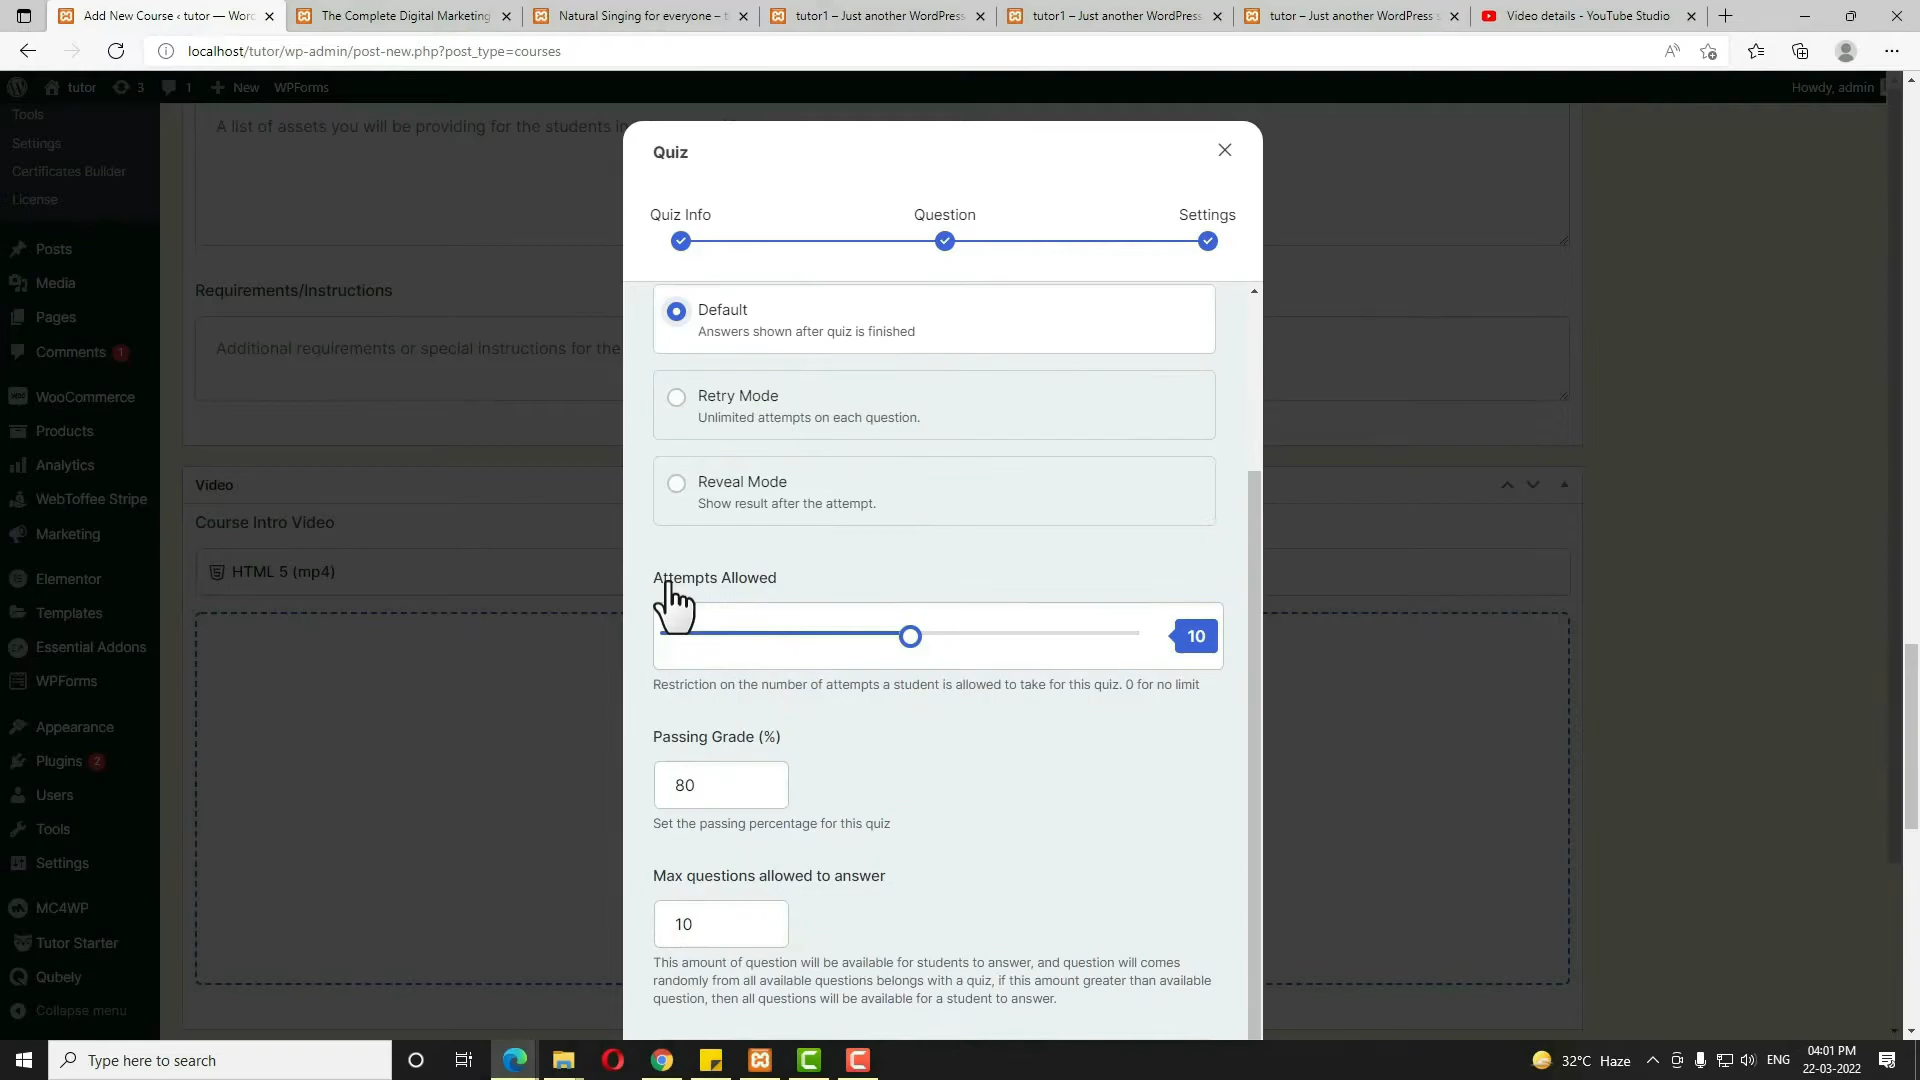 Add New Course ‹ tutor — Worc
The Complete Digital Marketing
Natural Singing for everyone – t
tutor1 – Just another WordPress
tutor1 – Just another WordPress
tutor – Just another WordPress s
Video details - YouTube Studio
localhost/tutor/wp-admin/post-new.php?post_type=courses
tutor
3
1
New
WPForms
Howdy, admin
Tools
Settings
Certificates Builder
License
Posts
Media
Pages
Comments 1
WooCommerce
Products
Analytics
WebToffee Stripe
Marketing
Elementor
Templates
Essential Addons
WPForms
Appearance
Plugins 2
Users
Tools
Settings
MC4WP
Tutor Starter
Qubely
Collapse menu
A list of assets you will be providing for the students in
Requirements/Instructions
Additional requirements or special instructions for the
Video
Course Intro Video
HTML 5 (mp4)
Quiz
Quiz Info
Question
Settings
Default
Answers shown after quiz is finished
Retry Mode
Unlimited attempts on each question.
Reveal Mode
Show result after the attempt.
Attempts Allowed
10
Restriction on the number of attempts a student is allowed to take for this quiz. 0 for no limit
Passing Grade (%)
80
Set the passing percentage for this quiz
Max questions allowed to answer
10
This amount of question will be available for students to answer, and question will comes
randomly from all available questions belongs with a quiz, if this amount greater than available
question, then all questions will be available for a student to answer.
Type here to search
32°C Haze
ENG
04:01 PM
22-03-2022